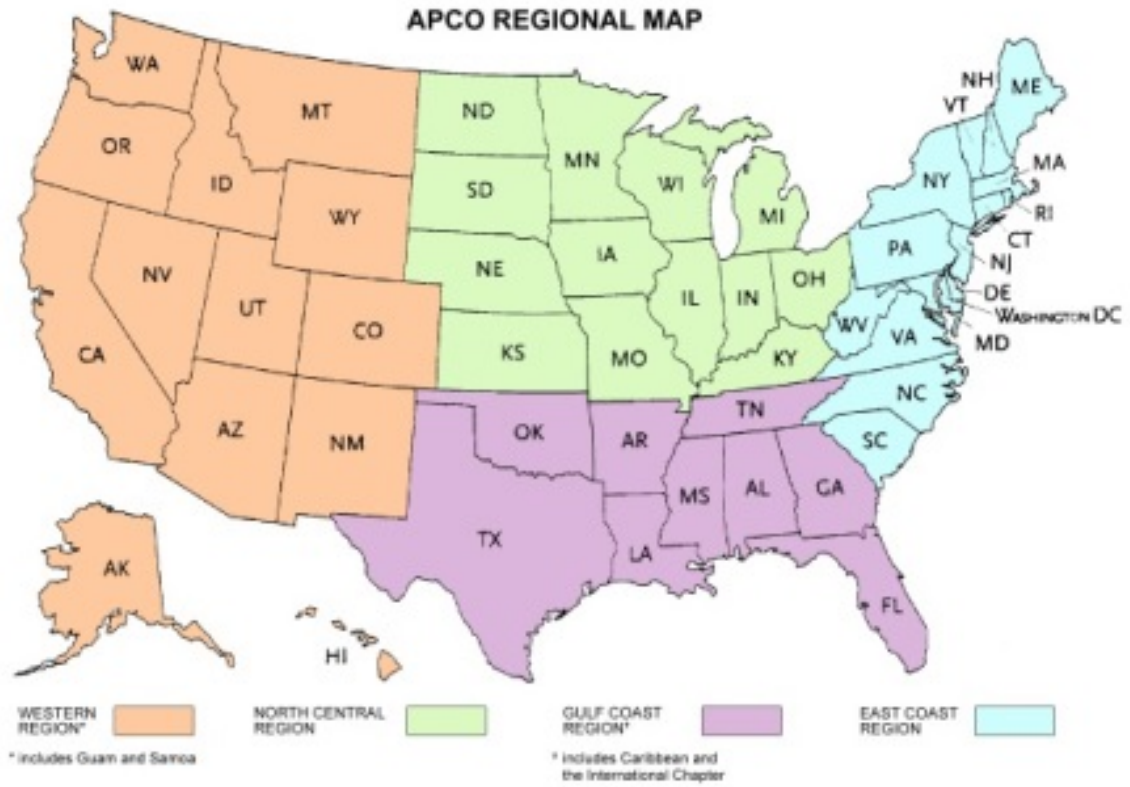 APCO REGIONAL MAP
WA
MT
ND
MN
NH
ME
VT
OR
ID
SD
WI
MI
NY
MA
WY
RI
NV
NE
IA
PA
CT
NJ
UT
CO
IL
IN
OH
DE
WASHINGTON DC
CA
KS
MO
KY
WV
VA
MD
AZ
NM
OK
AR
TN
NC
SC
TX
MS
AL
GA
LA
AK
FL
HI
WESTERN
REGION*
* includes Guam and Samoa
NORTH CENTRAL
REGION
GULF COAST
REGION*
* includes Caribbean and
the International Chapter
EAST COAST
REGION